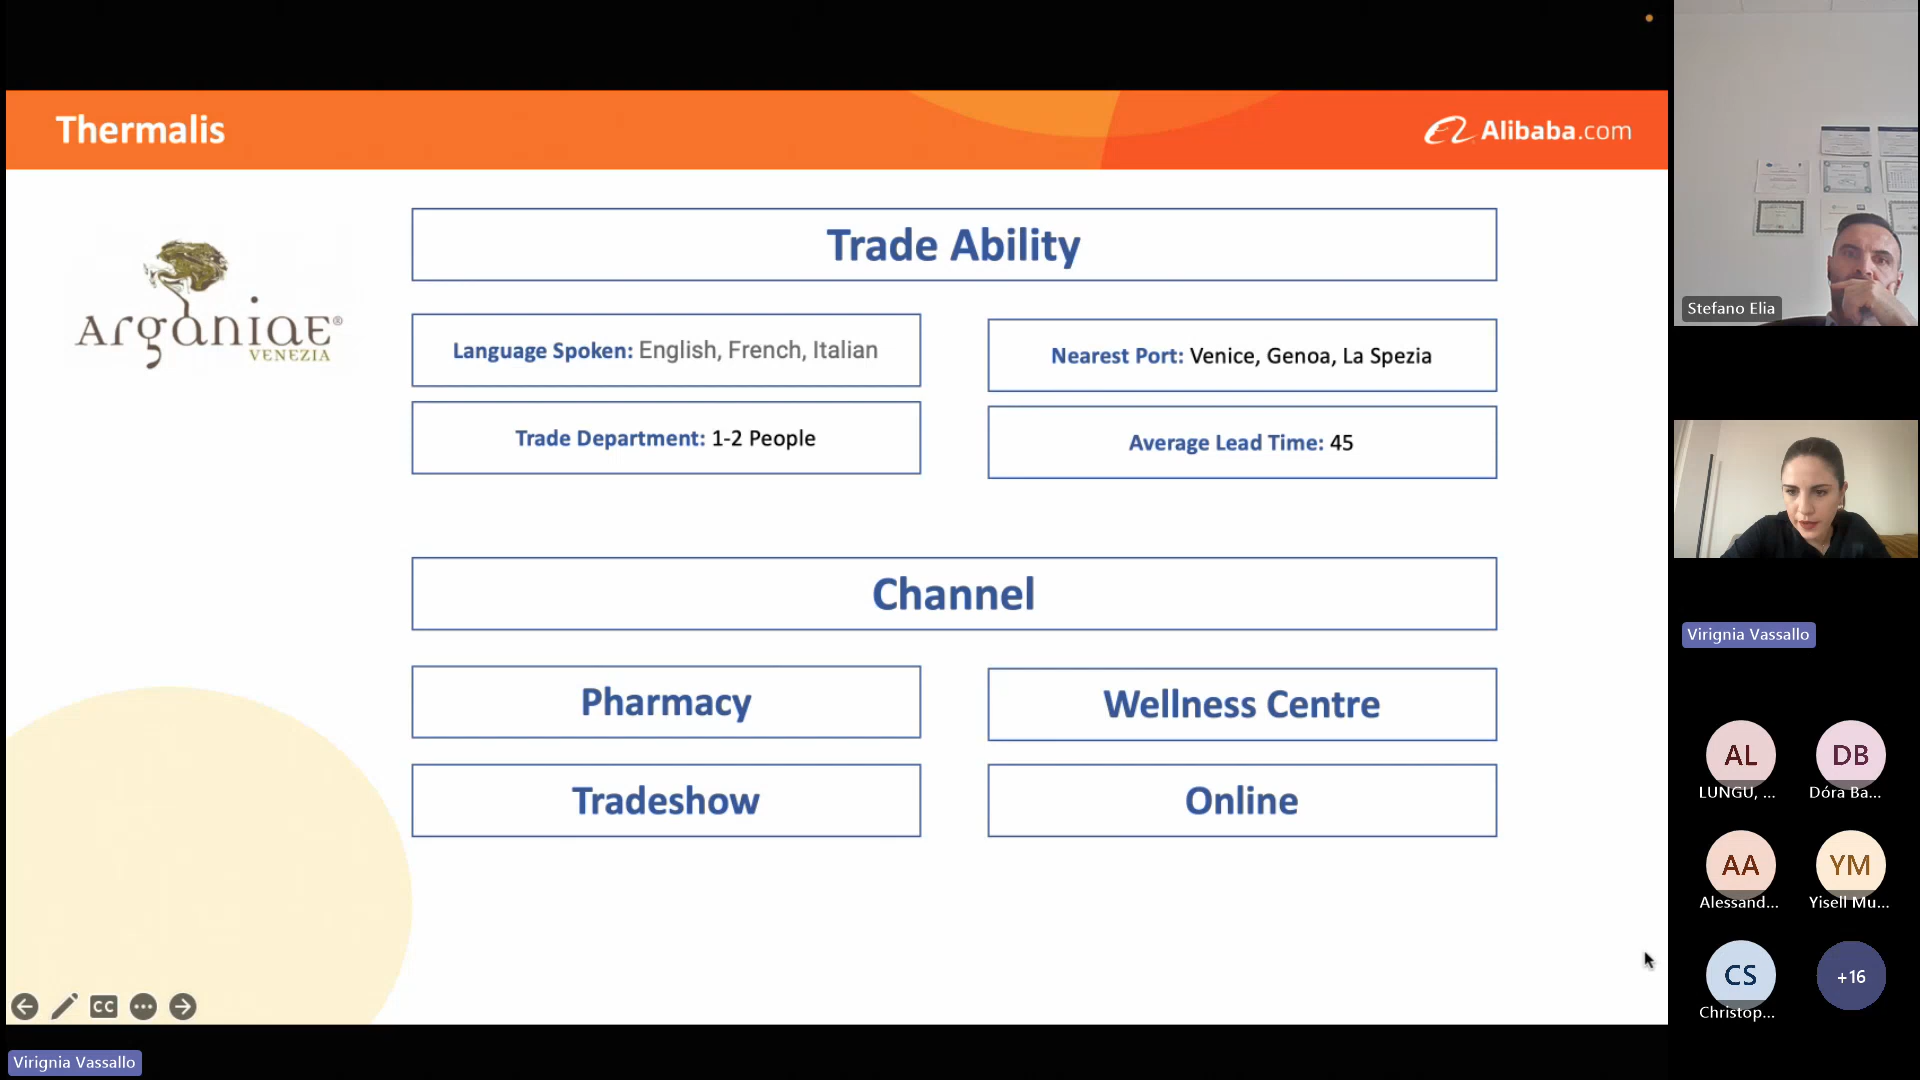 Thermalis
Alibaba.com
Arganiae®
VENEZIA
Trade Ability
Language Spoken: English, French, Italian
Nearest Port: Venice, Genoa, La Spezia
Trade Department: 1-2 People
Average Lead Time: 45
Channel
Pharmacy
Wellness Centre
Tradeshow
Online
CC
Virignia Vassallo
Stefano Elia
Virignia Vassallo
AL
LUNGU, ...
DB
Dóra Ba...
AA
Alessand...
YM
Yisell Mu...
CS
Christop...
+16